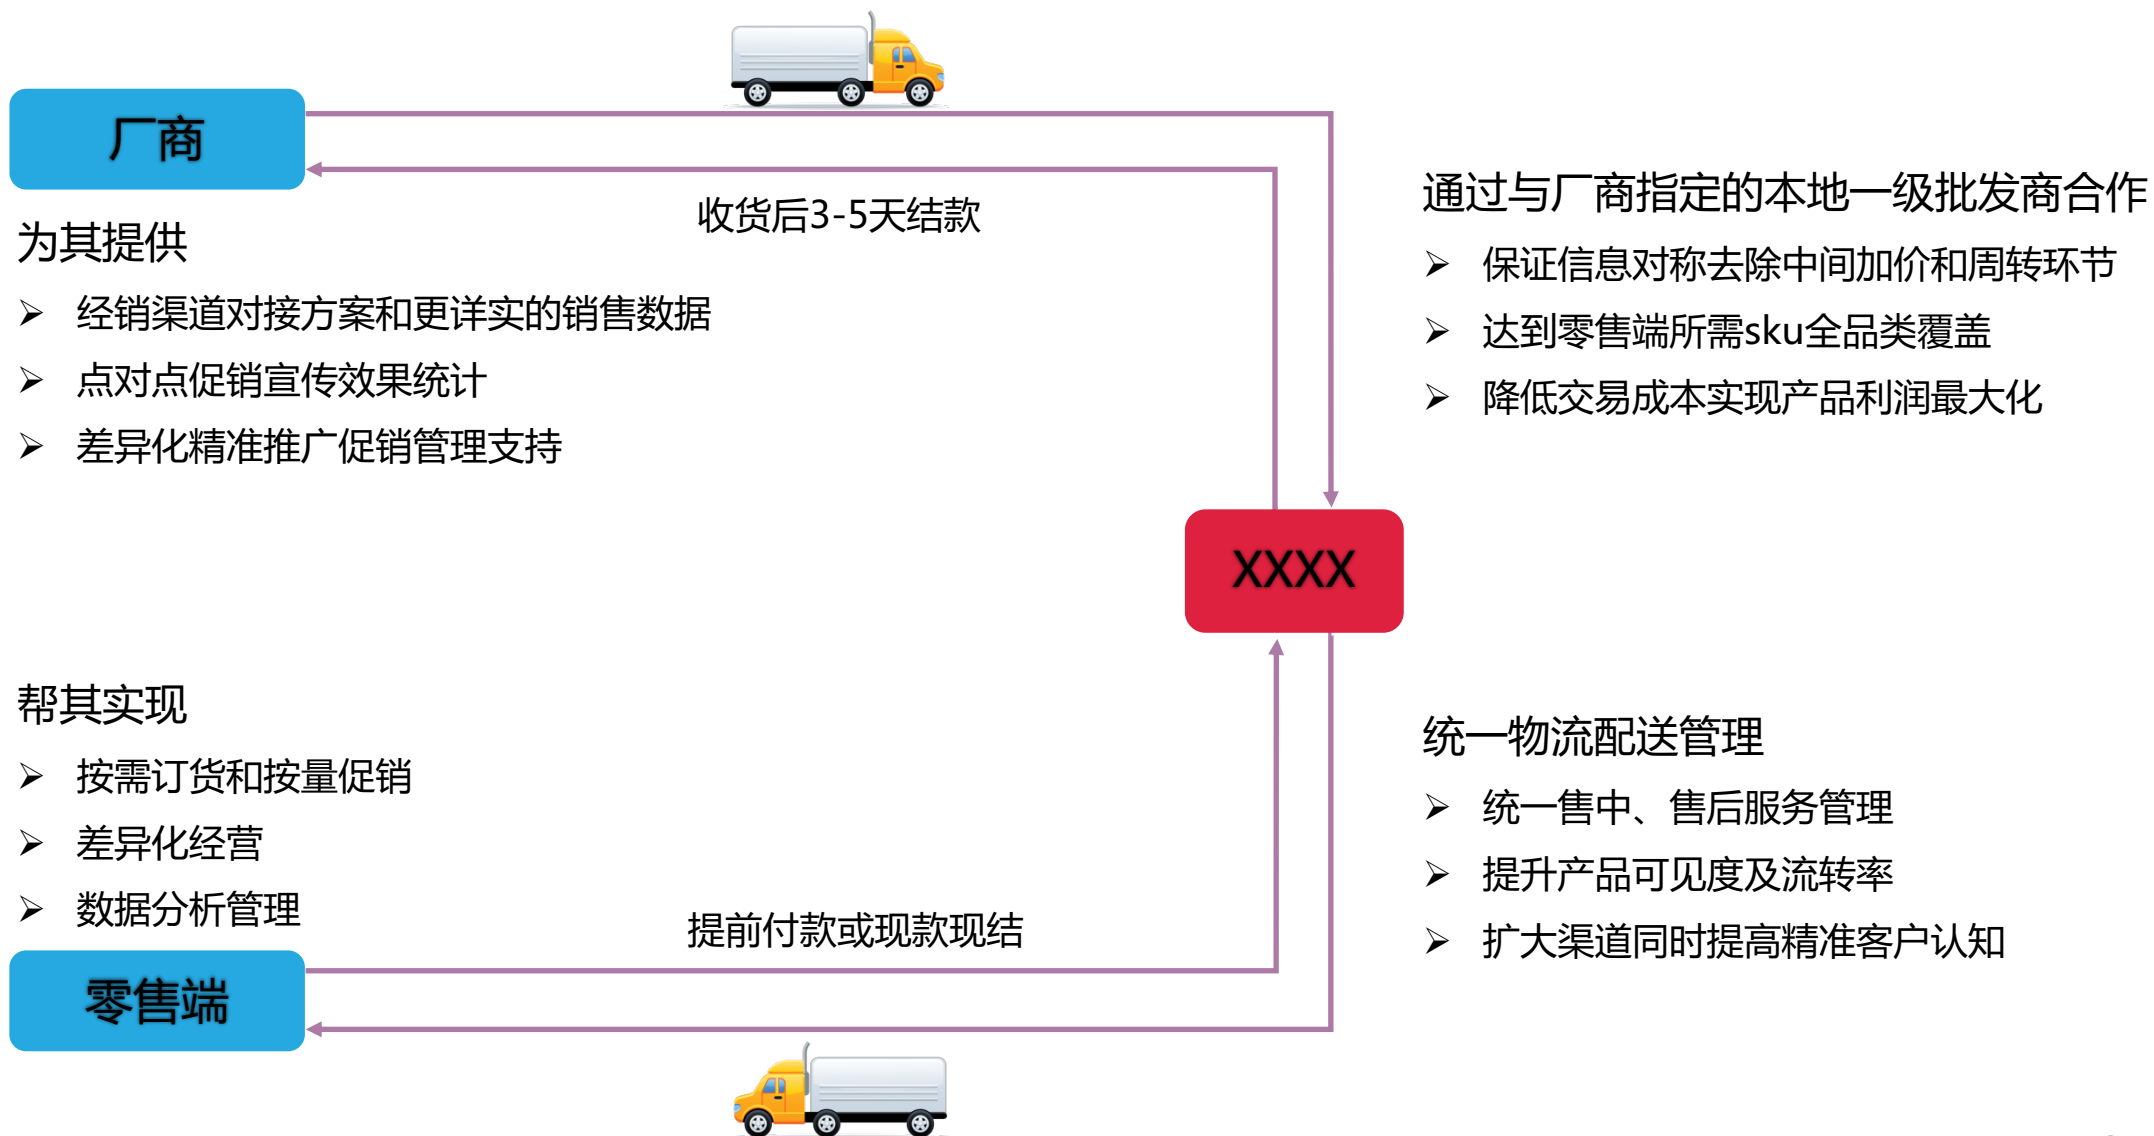 厂商
收货后3-5天结款
为其提供
经销渠道对接方案和更详实的销售数据
点对点促销宣传效果统计
差异化精准推广促销管理支持
通过与厂商指定的本地一级批发商合作
保证信息对称去除中间加价和周转环节
达到零售端所需sku全品类覆盖
降低交易成本实现产品利润最大化
XXXX
帮其实现
按需订货和按量促销
差异化经营
数据分析管理
提前付款或现款现结
零售端
统一物流配送管理
统一售中、售后服务管理
提升产品可见度及流转率
扩大渠道同时提高精准客户认知